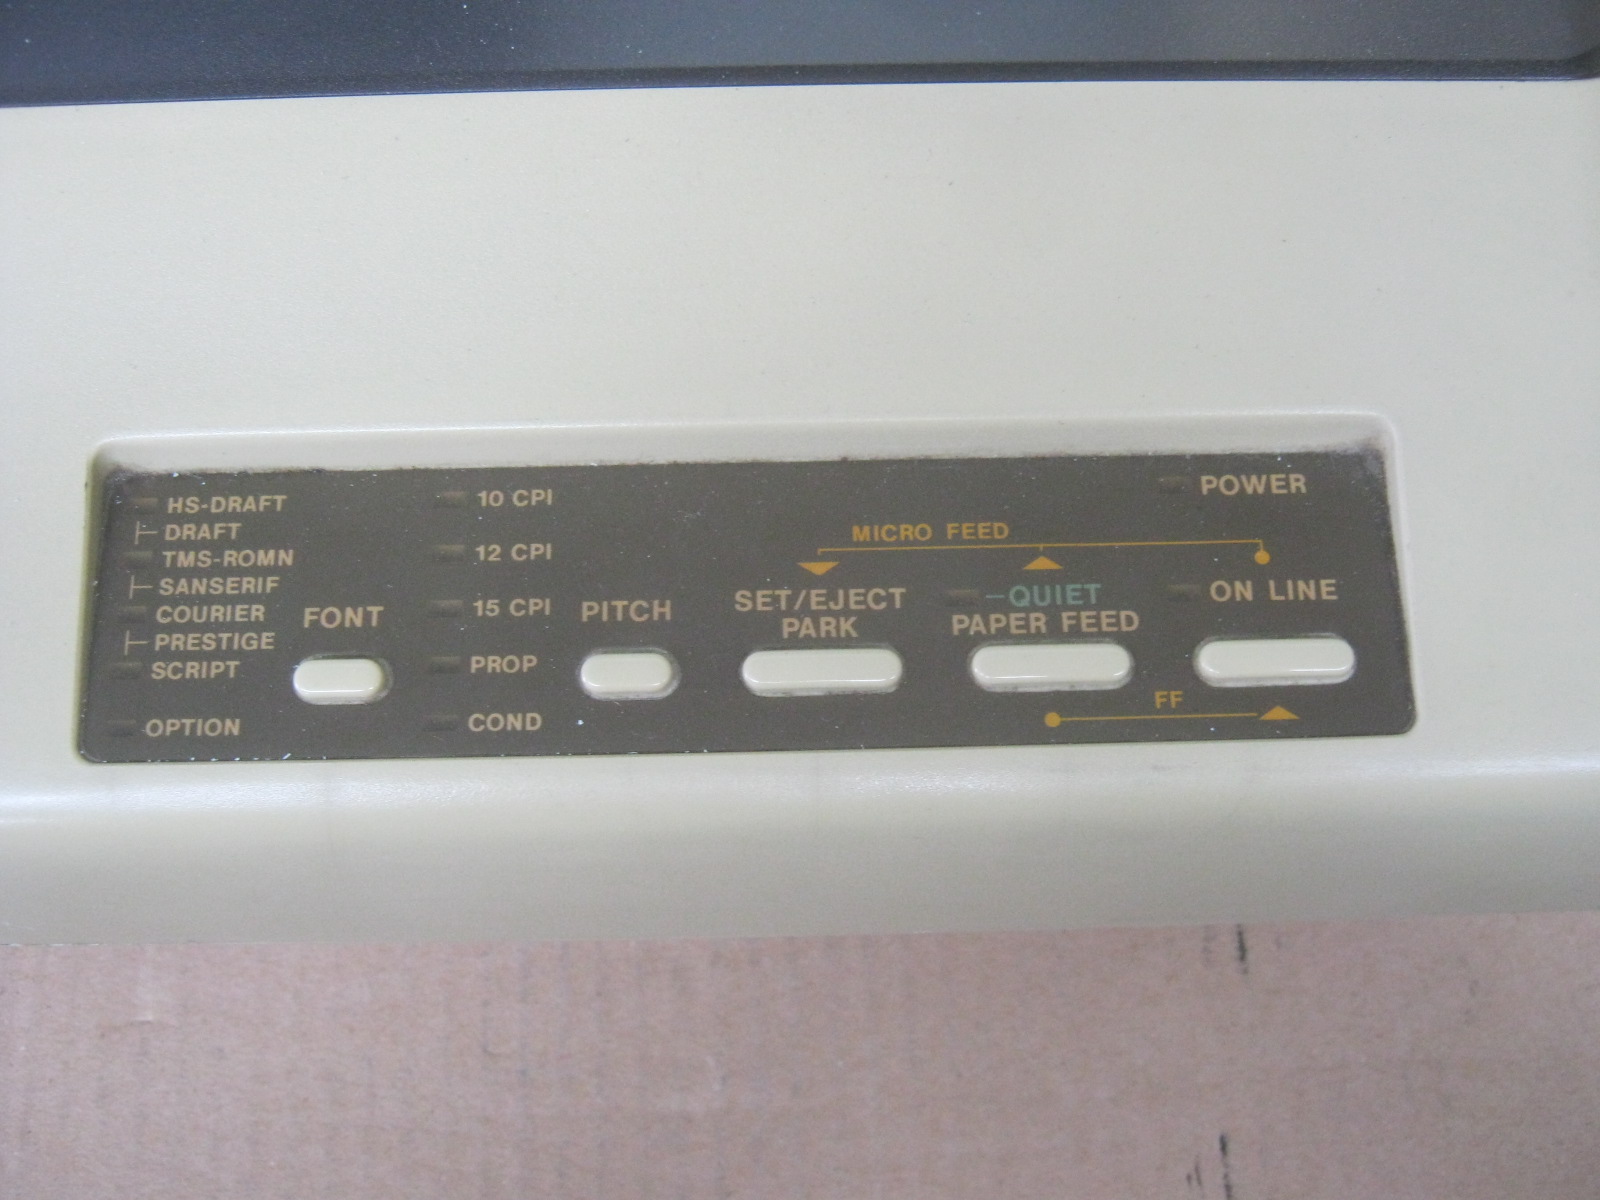 HS-DRAFT
DRAFT
TMS-ROMN
SANSERIF
COURIER
PRESTIGE
SCRIPT
OPTION
FONT
10 CPI
12 CPI
15 CPI
PROP
COND
PITCH
MICRO FEED
SET/EJECT
PARK
QUIET
PAPER FEED
POWER
ON LINE
FF